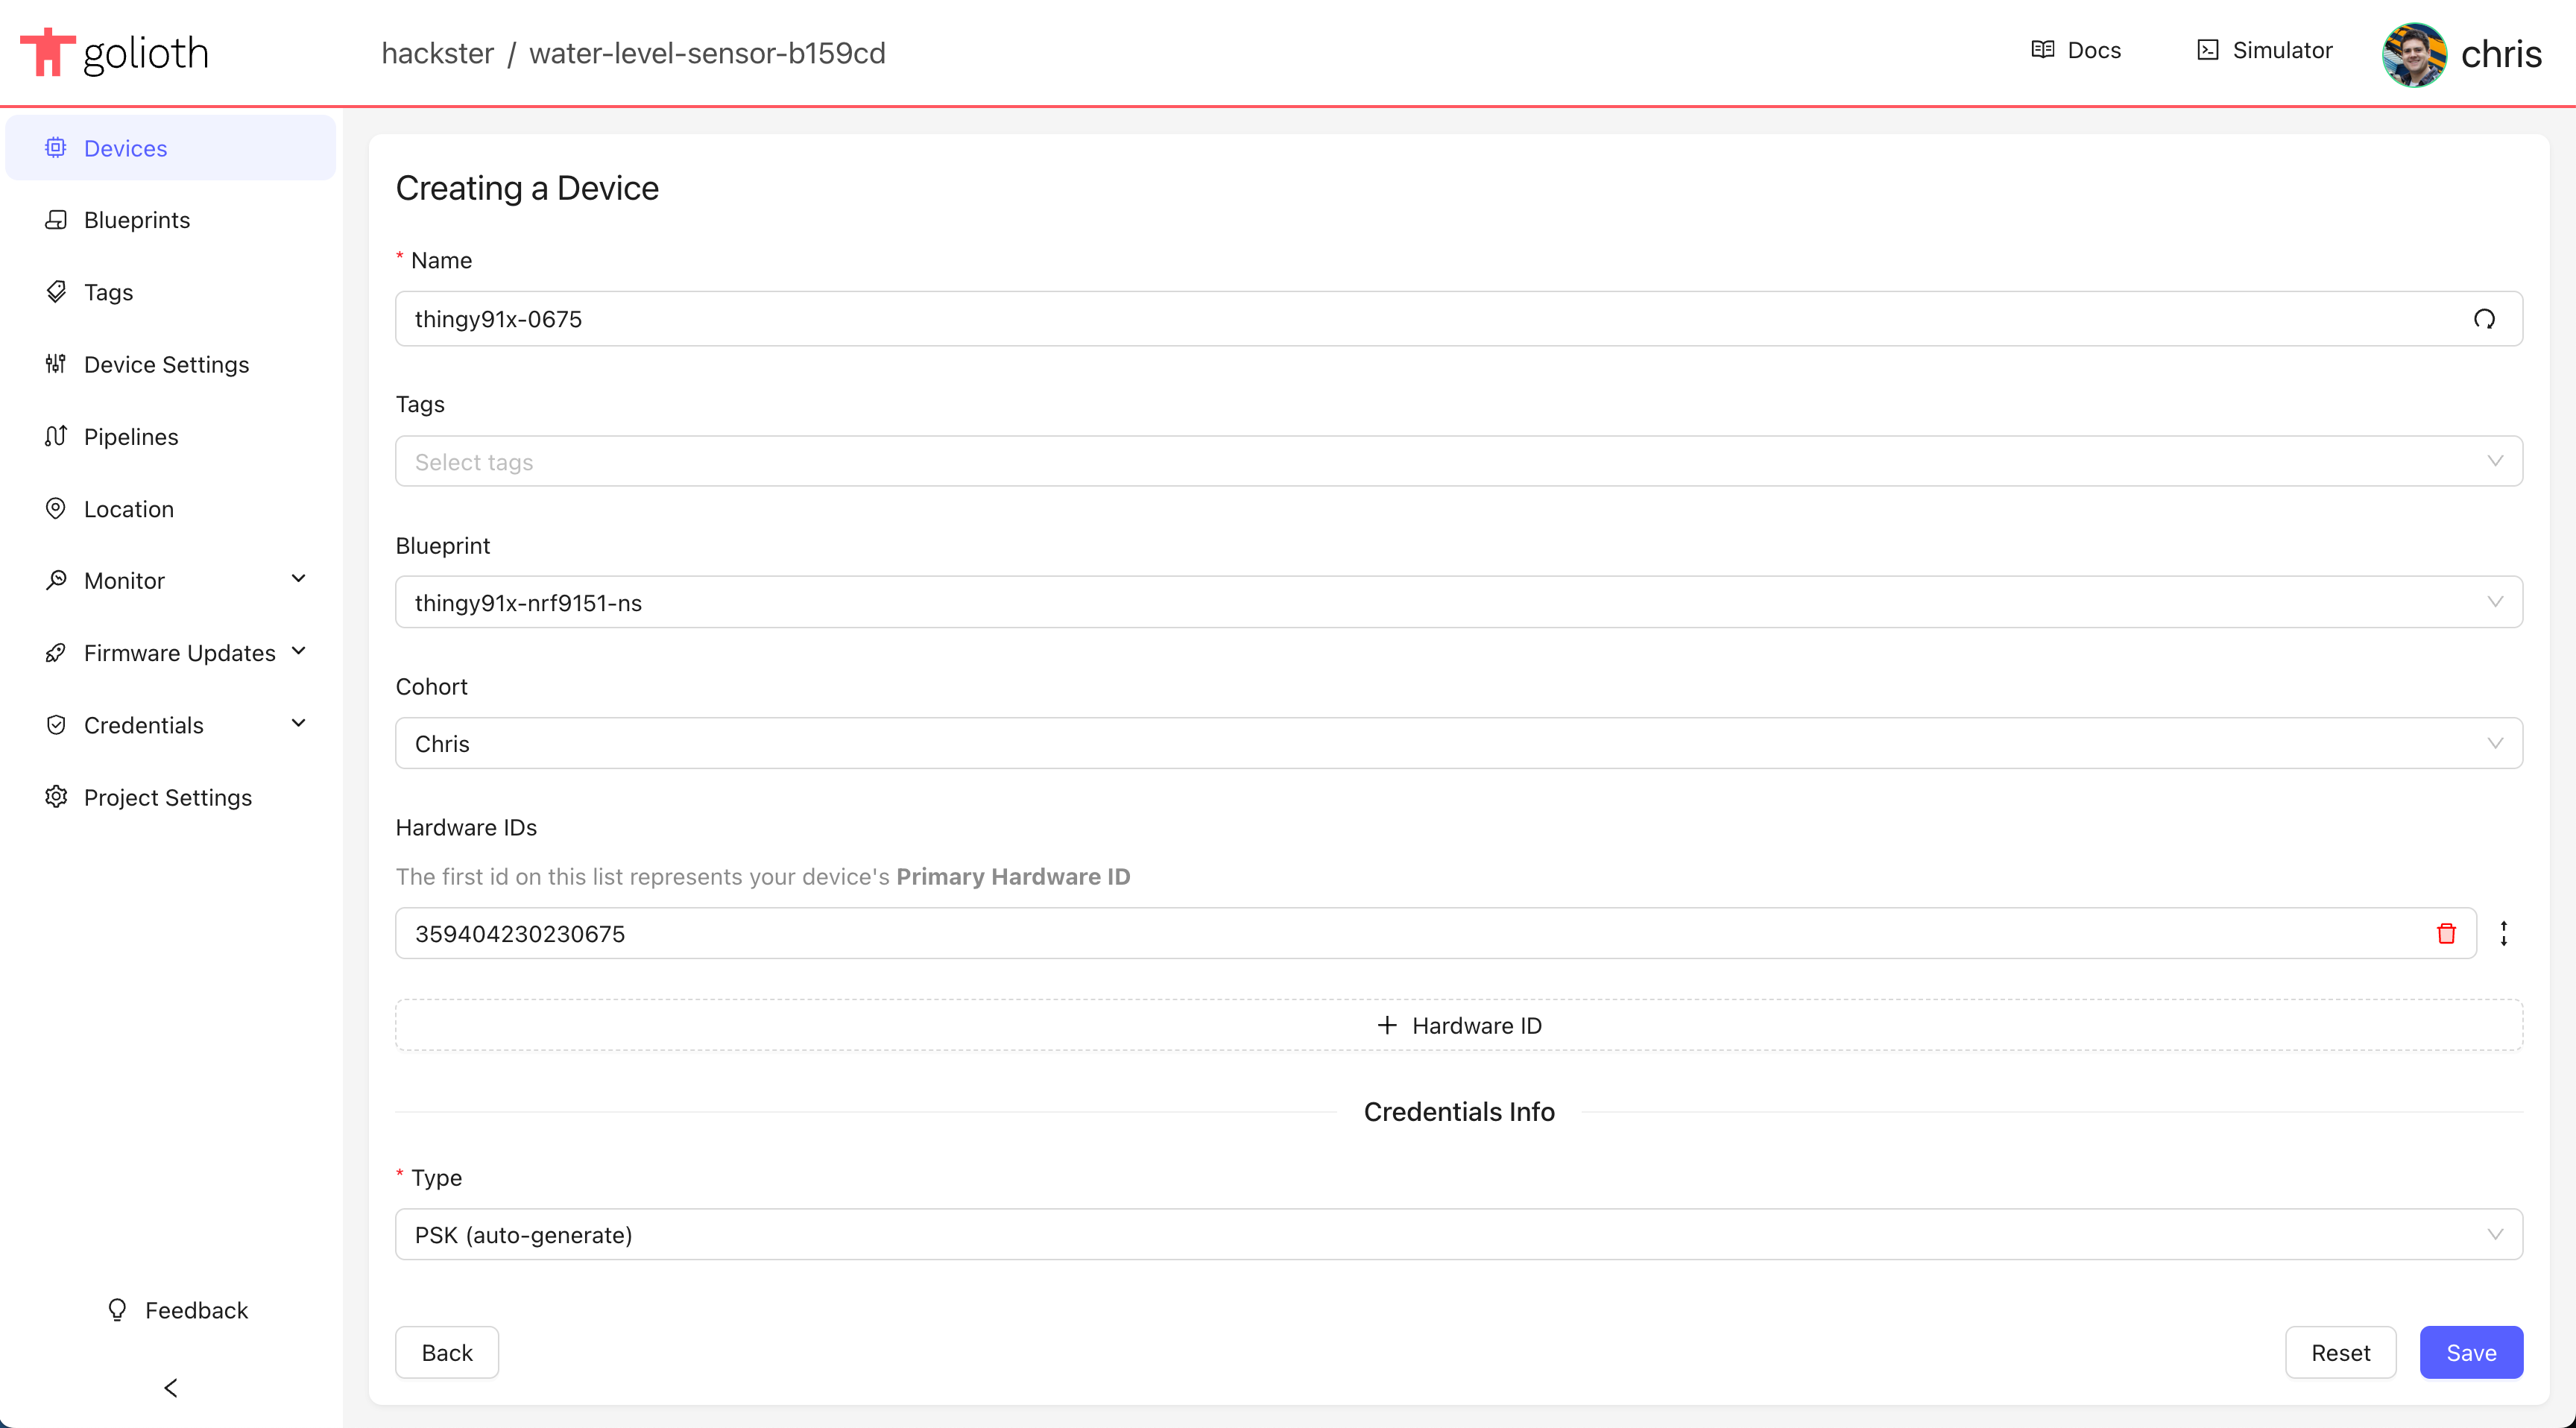 golioth
hackster / water-level-sensor-b159cd
Docs
Simulator
chris
Devices
Blueprints
Tags
Device Settings
Pipelines
Location
Monitor
Firmware Updates
Credentials
Project Settings
Feedback
Creating a Device
* Name
thingy91x-0675
Tags
Select tags
Blueprint
thingy91x-nrf9151-ns
Cohort
Chris
Hardware IDs
The first id on this list represents your device's Primary Hardware ID
359404230230675
+ Hardware ID
Credentials Info
* Type
PSK (auto-generate)
Back
Reset
Save